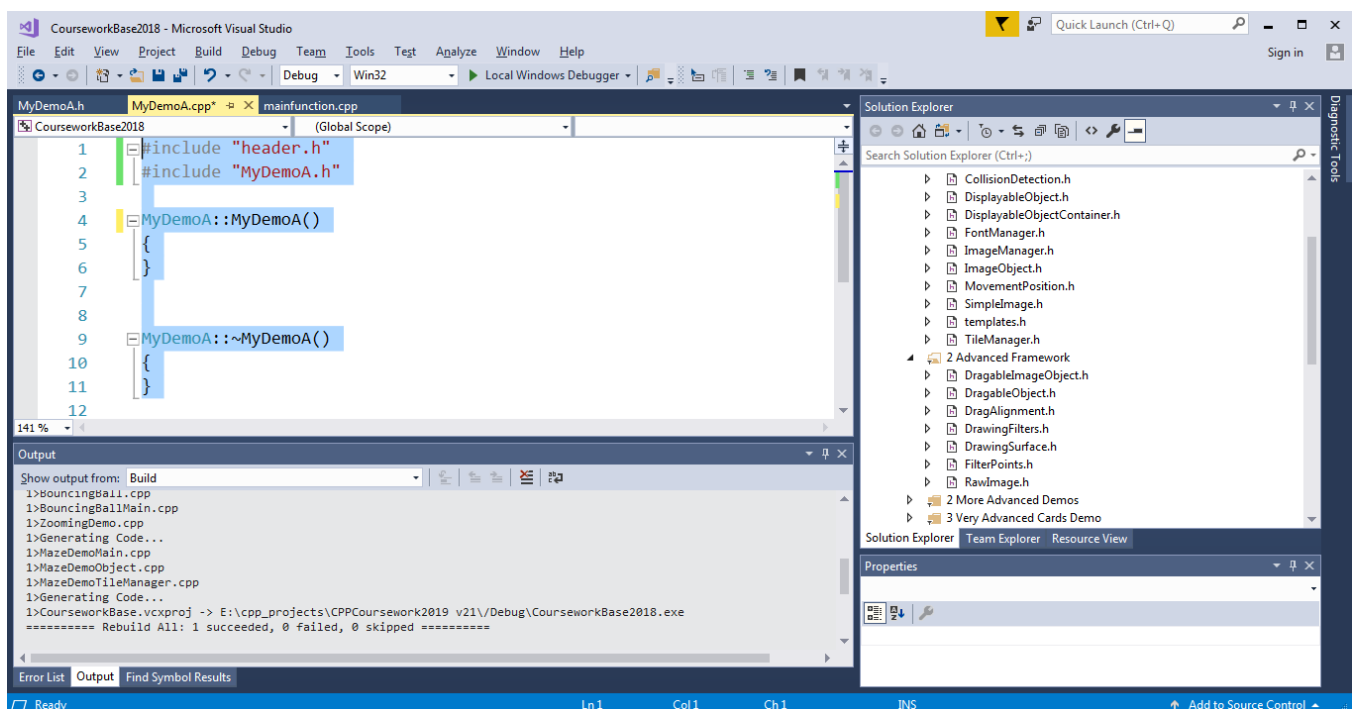 CourseworkBase2018 - Microsoft Visual Studio
Quick Launch (Ctrl+Q)
File Edit View Project Build Debug Team Tools Test Analyze Window Help
Sign in
Debug Win32 Local Windows Debugger
MyDemoA.h MyDemoA.cpp* mainfunction.cpp
CourseworkBase2018 (Global Scope)
1 #include "header.h"
2 #include "MyDemoA.h"
3
4 MyDemoA::MyDemoA()
5 {
6 }
7
8
9 MyDemoA::~MyDemoA()
10 {
11 }
12
141 %
Output
Show output from: Build
1>BouncingBall.cpp
1>BouncingBallMain.cpp
1>ZoomingDemo.cpp
1>Generating Code...
1>MazeDemoMain.cpp
1>MazeDemoObject.cpp
1>MazeDemoTileManager.cpp
1>Generating Code...
1>CourseworkBase.vcxproj -> E:\cpp_projects\CPPCoursework2019 v21\/Debug\CourseworkBase2018.exe
========== Rebuild All: 1 succeeded, 0 failed, 0 skipped ==========
Error List Output Find Symbol Results
Solution Explorer
Search Solution Explorer (Ctrl+;)
CollisionDetection.h
DisplayableObject.h
DisplayableObjectContainer.h
FontManager.h
ImageManager.h
ImageObject.h
MovementPosition.h
SimpleImage.h
templates.h
TileManager.h
2 Advanced Framework
DragableImageObject.h
DragableObject.h
DragAlignment.h
DrawingFilters.h
DrawingSurface.h
FilterPoints.h
RawImage.h
2 More Advanced Demos
3 Very Advanced Cards Demo
Solution Explorer Team Explorer Resource View
Properties
Diagnostic Tools
Ready Ln 1 Col 1 Ch 1 INS Add to Source Control